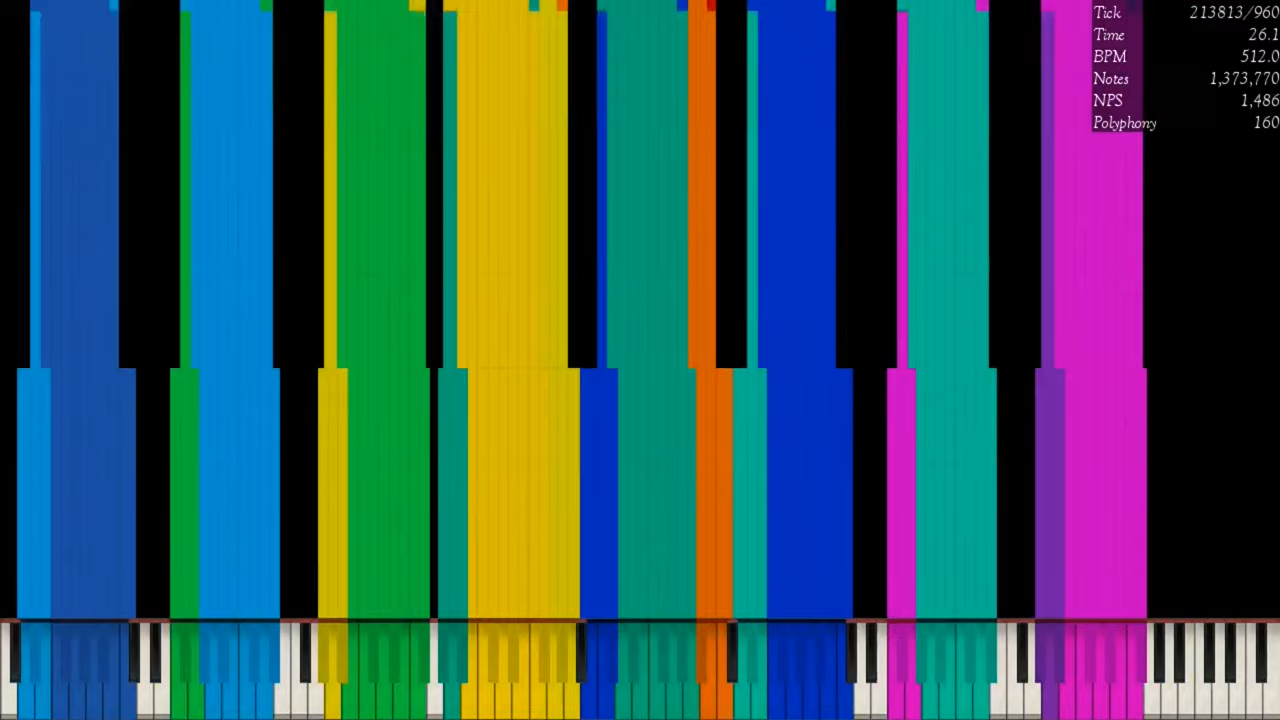 Tick 213813/960
Time 26.1
BPM 512.0
Notes 1,373,770
NPS 1,486
Polyphony 160